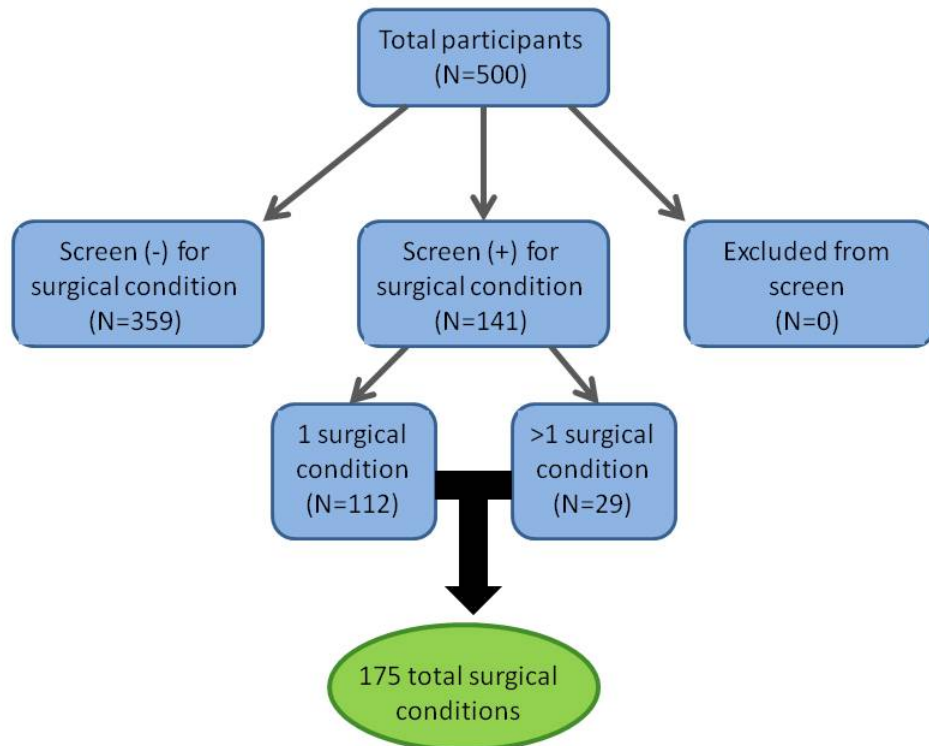 Total participants
(N=500)
Screen (-) for
surgical condition
(N=359)
Screen (+) for
surgical condition
(N=141)
Excluded from
screen
(N=0)
1 surgical
condition
(N=112)
>1 surgical
condition
(N=29)
175 total surgical
conditions